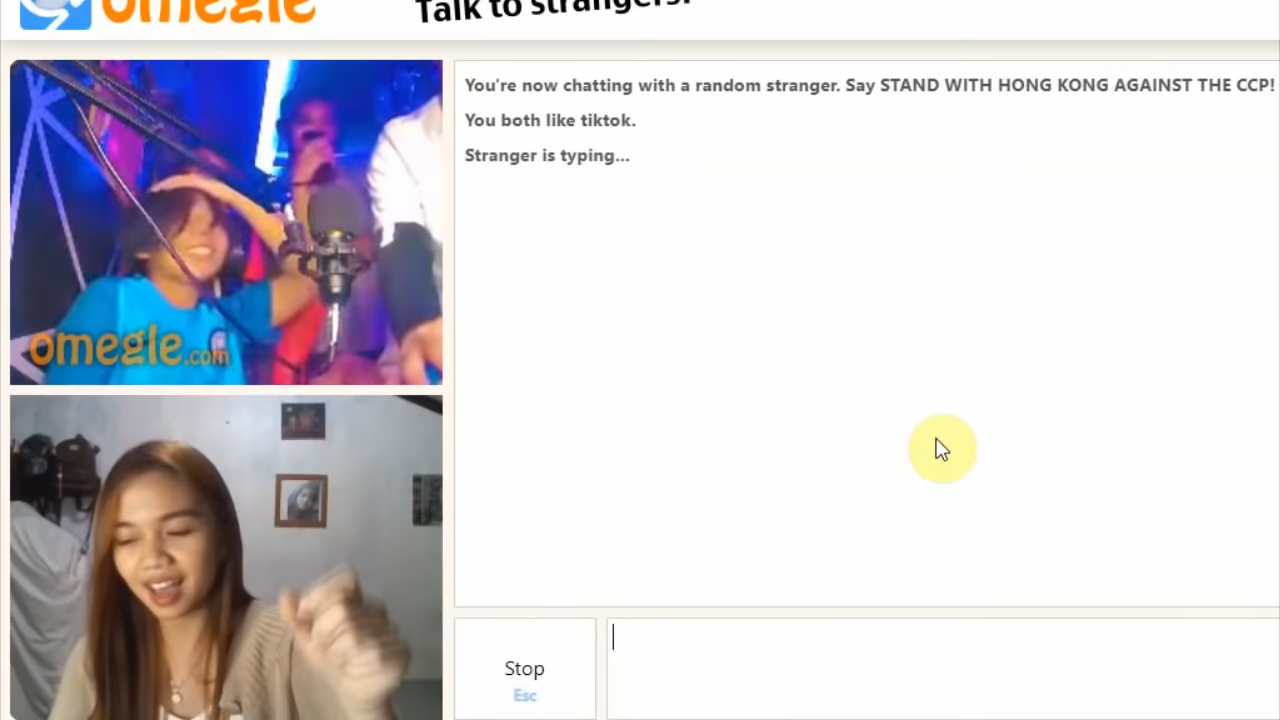 omegle
Talk to strangers!
You're now chatting with a random stranger. Say STAND WITH HONG KONG AGAINST THE CCP!
You both like tiktok.
Stranger is typing...
omegle.com
Stop
Esc